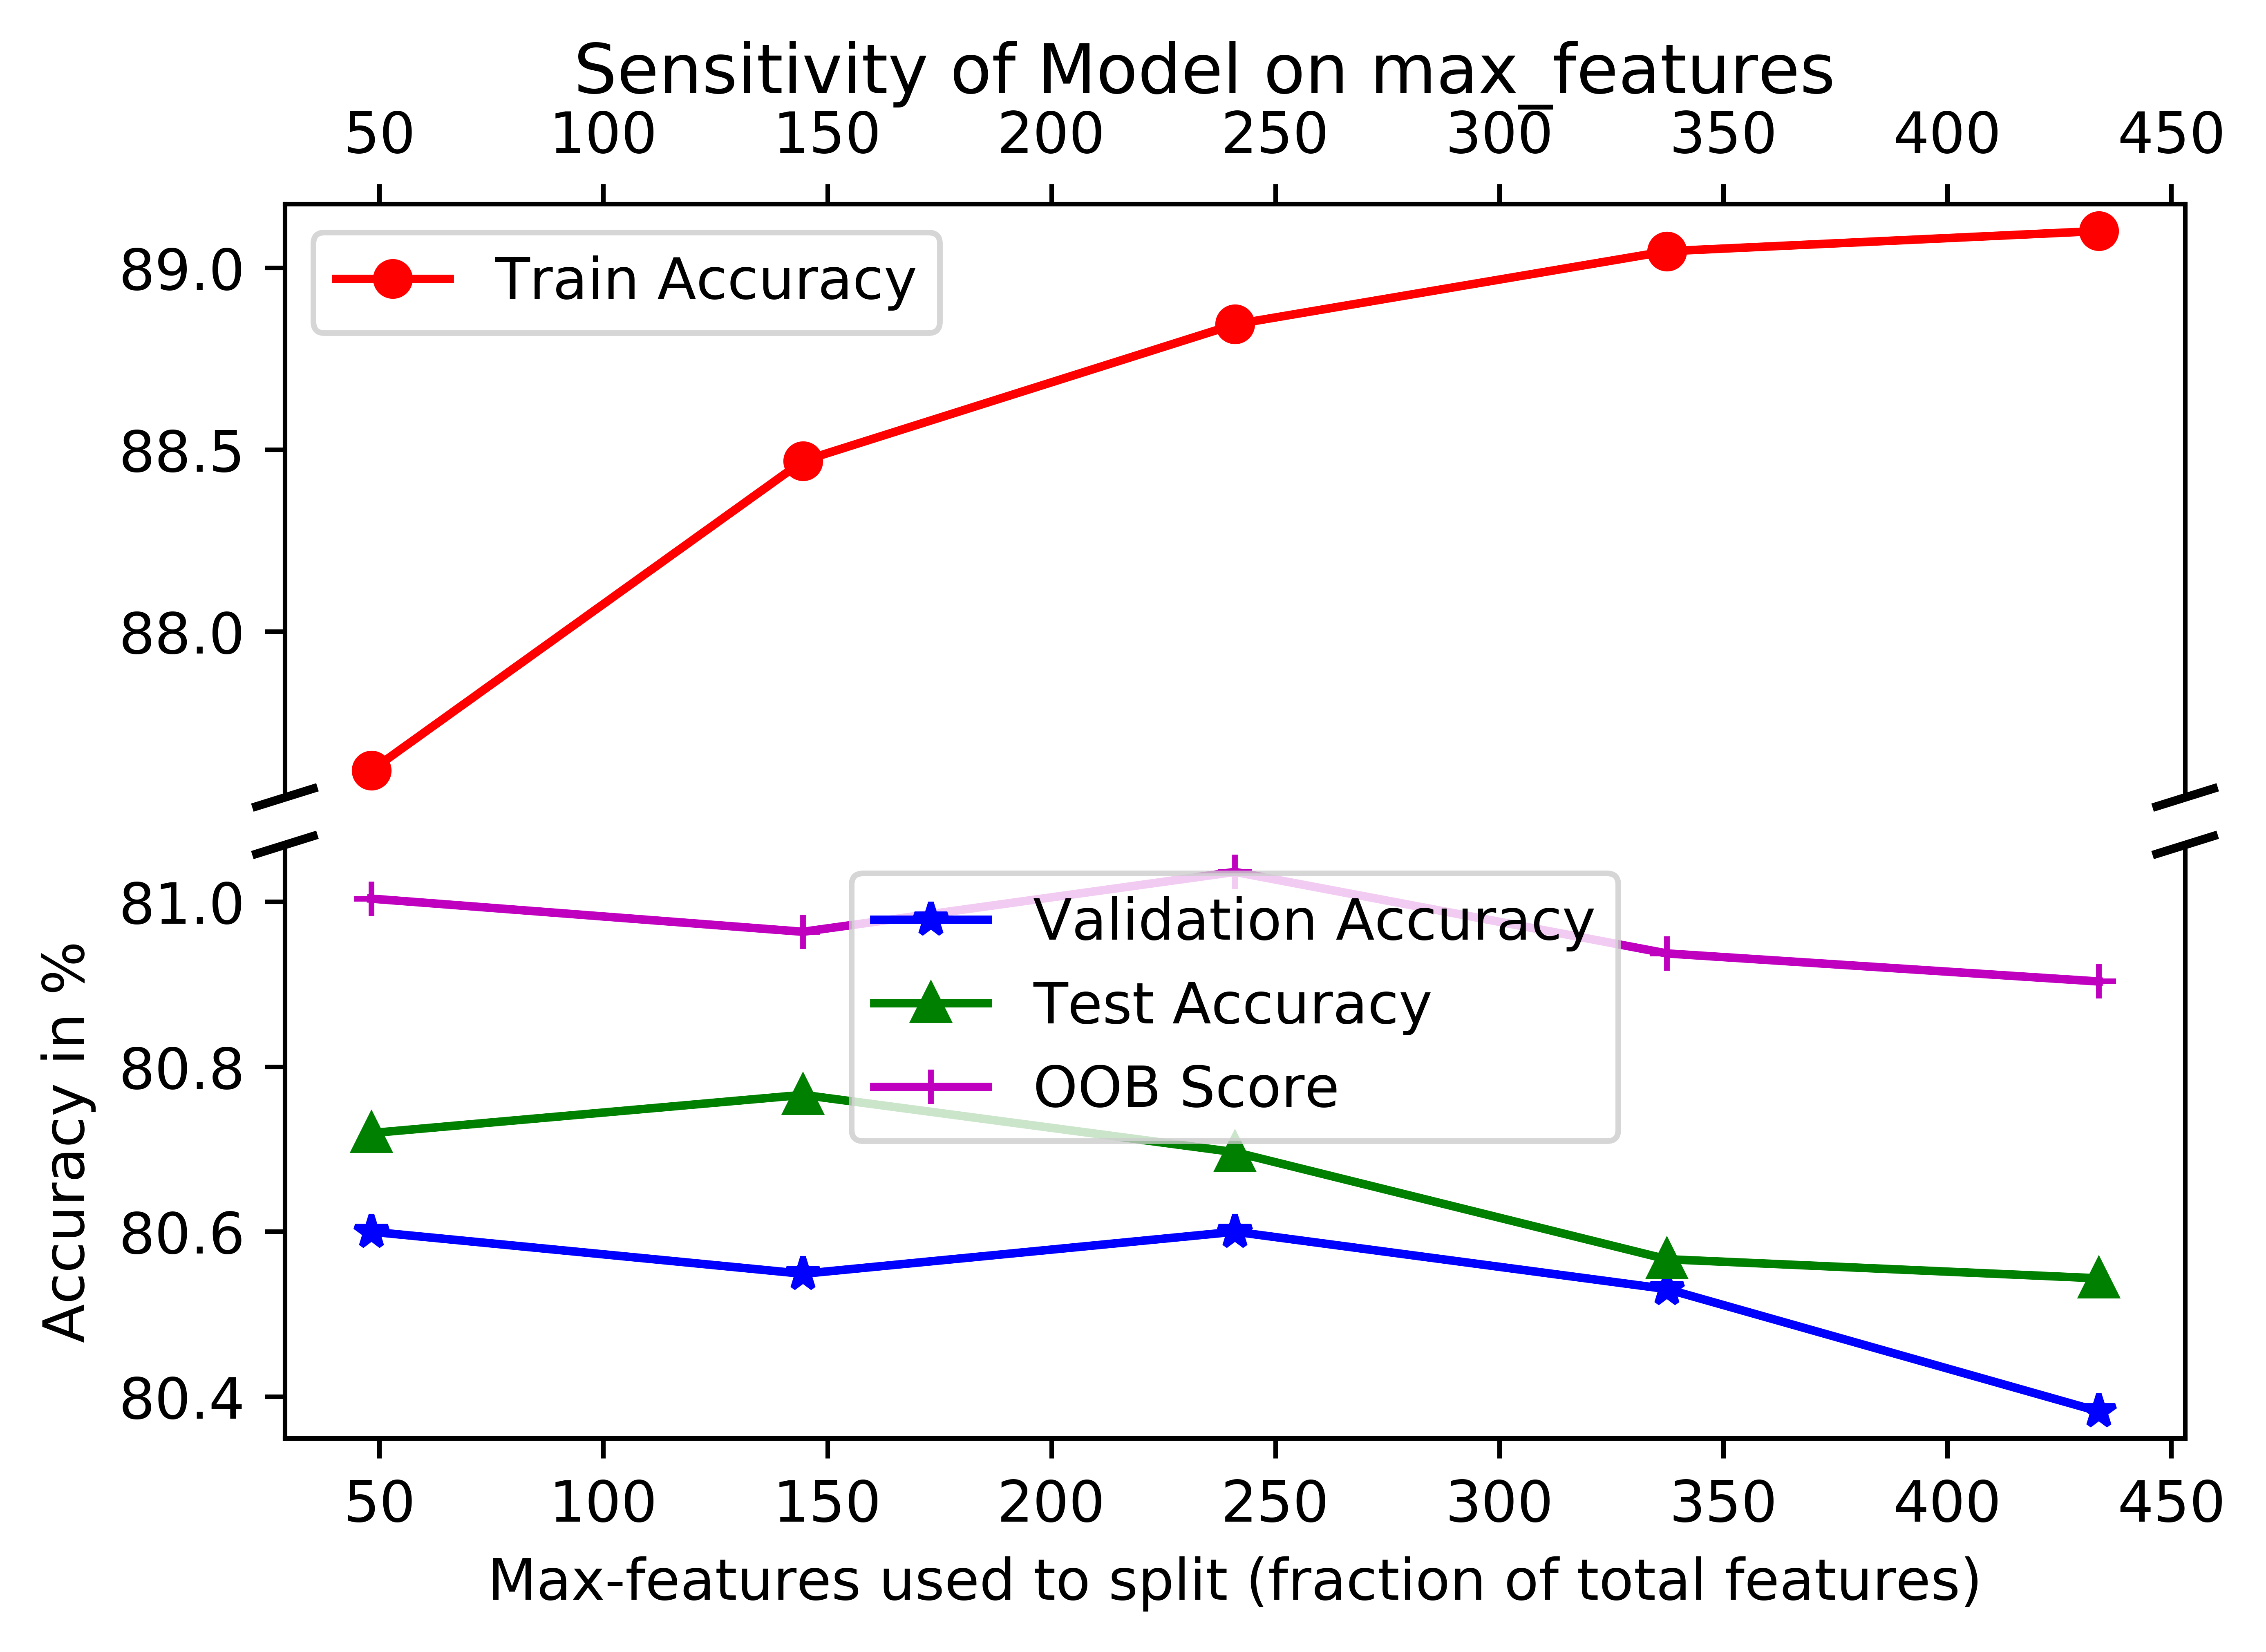 Sensitivity of Model on max_features
50 100 150 200 250 300 350 400 450
89.0
Train Accuracy
88.5
88.0
81.0
Validation Accuracy
Test Accuracy
80.8
OOB Score
80.6
80.4
Accuracy in %
50 100 150 200 250 300 350 400 450
Max-features used to split (fraction of total features)